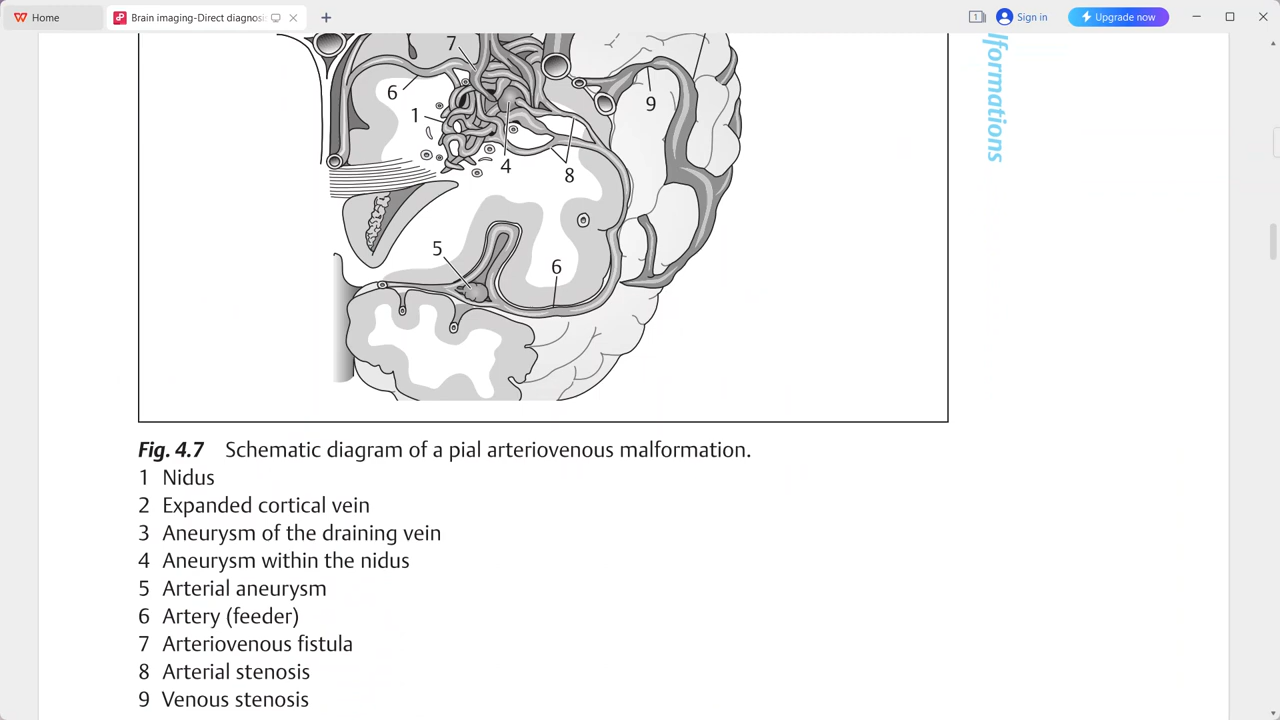 Home
Brain imaging-Direct diagnosis
1
Sign in
Upgrade now
lformations
7
6
1
9
4
8
5
6
Fig. 4.7 Schematic diagram of a pial arteriovenous malformation.
1 Nidus
2 Expanded cortical vein
3 Aneurysm of the draining vein
4 Aneurysm within the nidus
5 Arterial aneurysm
6 Artery (feeder)
7 Arteriovenous fistula
8 Arterial stenosis
9 Venous stenosis